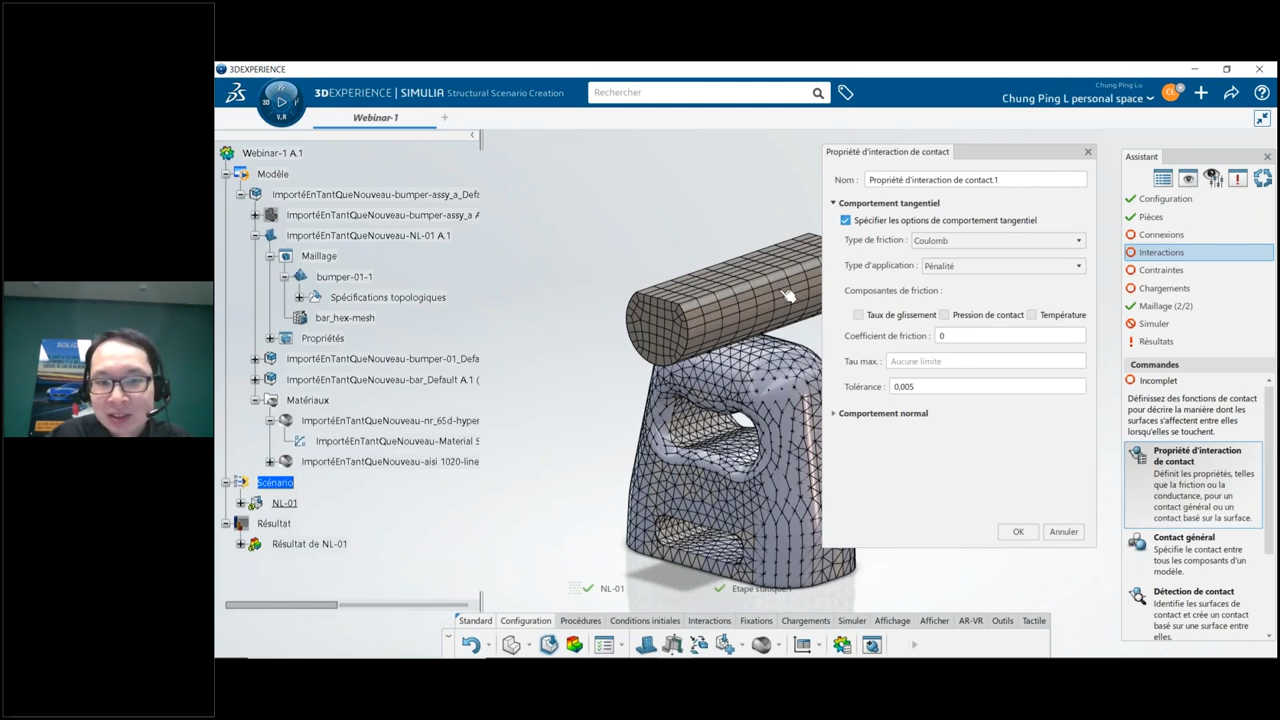 3DEXPERIENCE
3DEXPERIENCE | SIMULIA Structural Scenario Creation
Rechercher
Chung Ping Lu
Chung Ping L personal space
3D
V.R
Webinar-1
Webinar-1 A.1
Modèle
ImportéEnTantQueNouveau-bumper-assy_a_Defa
ImportéEnTantQueNouveau-bumper-assy_a A
ImportéEnTantQueNouveau-NL-01 A.1
Maillage
bumper-01-1
Spécifications topologiques
bar_hex-mesh
Propriétés
ImportéEnTantQueNouveau-bumper-01_Defau
ImportéEnTantQueNouveau-bar_Default A.1 (
Matériaux
ImportéEnTantQueNouveau-nr_65d-hyper
ImportéEnTantQueNouveau-Material S
ImportéEnTantQueNouveau-aisi 1020-line
Scénario
NL-01
Résultat
Résultat de NL-01
Propriété d'interaction de contact
Nom : Propriété d'interaction de contact.1
Comportement tangentiel
Spécifier les options de comportement tangentiel
Type de friction : Coulomb
Type d'application : Pénalité
Composantes de friction :
Taux de glissement Pression de contact Température
Coefficient de friction : 0
Tau max. : Aucune limite
Tolérance : 0,005
Comportement normal
OK Annuler
NL-01 Etape statique.1
Assistant
Configuration
Pièces
Connexions
Interactions
Contraintes
Chargements
Maillage (2/2)
Simuler
Résultats
Commandes
Incomplet
Définissez des fonctions de contact
pour décrire la manière dont les
surfaces s'affectent entre elles
lorsqu'elles se touchent.
Propriété d'interaction
de contact
Définit les propriétés, telles
que la friction ou la
conductance, pour un
contact général ou un
contact basé sur la surface.
Contact général
Spécifie le contact entre
tous les composants d'un
modèle.
Détection de contact
Identifie les surfaces de
contact et crée un contact
basé sur une surface entre
elles.
Standard Configuration Procédures Conditions initiales Interactions Fixations Chargements Simuler Affichage Afficher AR-VR Outils Tactile